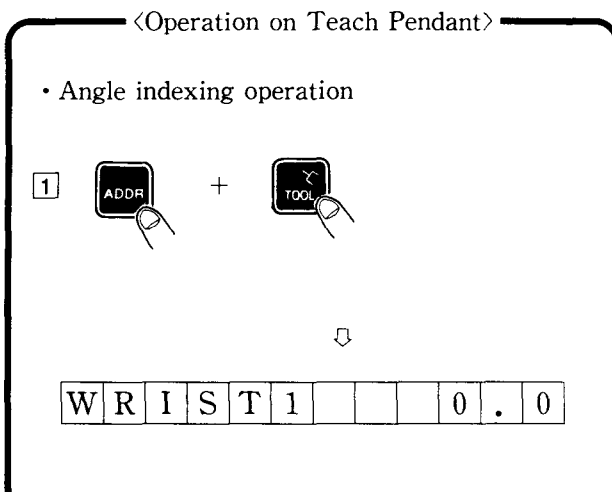 〈Operation on Teach Pendant〉
・Angle indexing operation
1 ADDR + TOOL
WRIST1 0.0